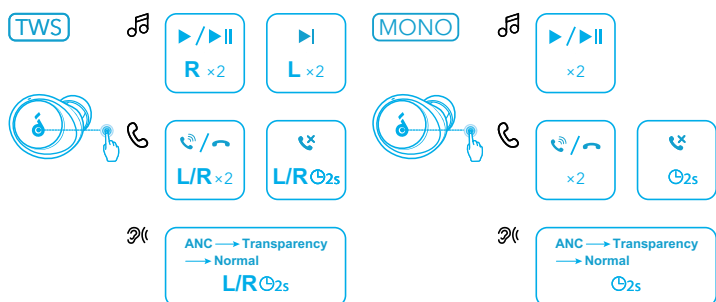 TWS
R ×2
L ×2
L/R ×2
L/R 2s
ANC → Transparency
→ Normal
L/R 2s
MONO
×2
×2
2s
ANC → Transparency
→ Normal
2s